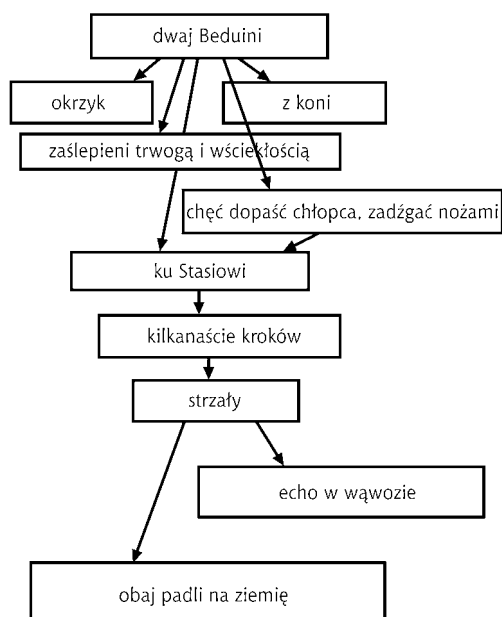 dwaj Beduini
okrzyk
z koni
zaślepieni trwogą i wściekłością
chęć dopaść chłopca, zadźgać nożami
ku Stasiowi
kilkanaście kroków
strzały
echo w wąwozie
obaj padli na ziemię